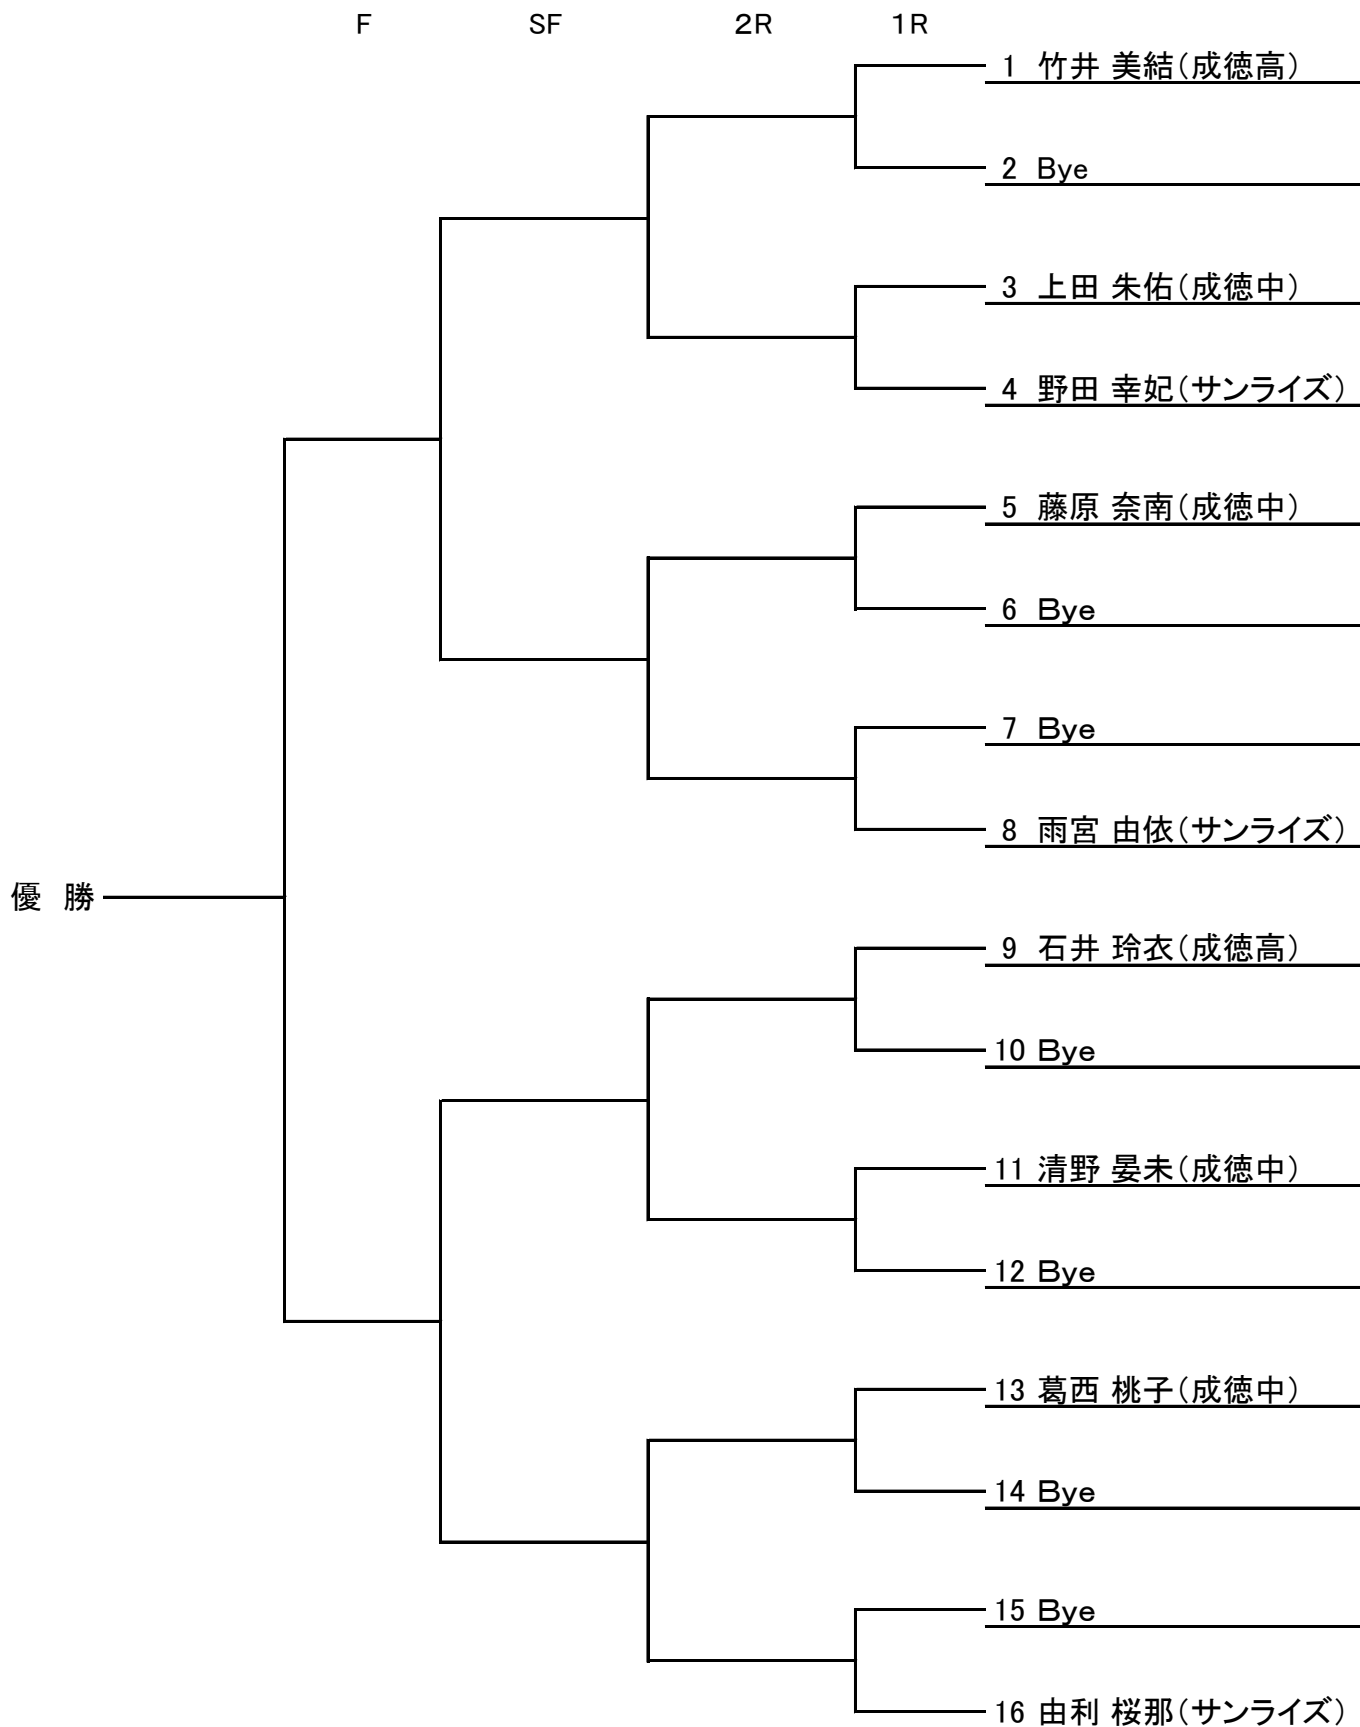 F SF 2R 1R
1 竹井 美結(成徳高)
2 Bye
3 上田 朱佑(成徳中)
4 野田 幸妃(サンライズ)
5 藤原 奈南(成徳中)
6 Bye
7 Bye
8 雨宮 由依(サンライズ)
優 勝
9 石井 玲衣(成徳高)
10 Bye
11 清野 晏未(成徳中)
12 Bye
13 葛西 桃子(成徳中)
14 Bye
15 Bye
16 由利 桜那(サンライズ)